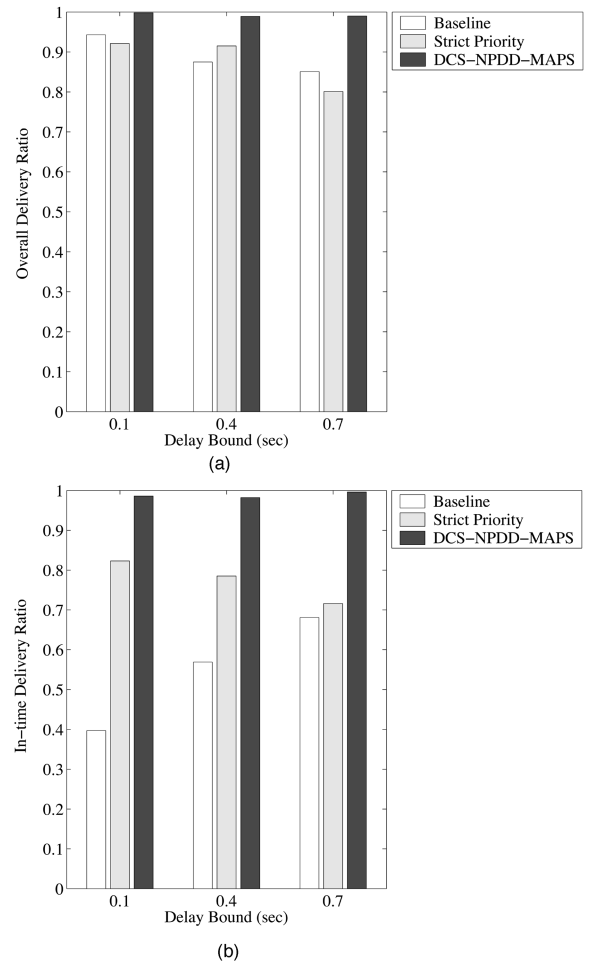 1
0.9
0.8
0.7
0.6
0.5
0.4
0.3
0.2
0.1
0
Overall Delivery Ratio
0.1 0.4 0.7
Delay Bound (sec)
Baseline
Strict Priority
DCS−NPDD−MAPS
(a)
1
0.9
0.8
0.7
0.6
0.5
0.4
0.3
0.2
0.1
0
In−time Delivery Ratio
0.1 0.4 0.7
Delay Bound (sec)
Baseline
Strict Priority
DCS−NPDD−MAPS
(b)